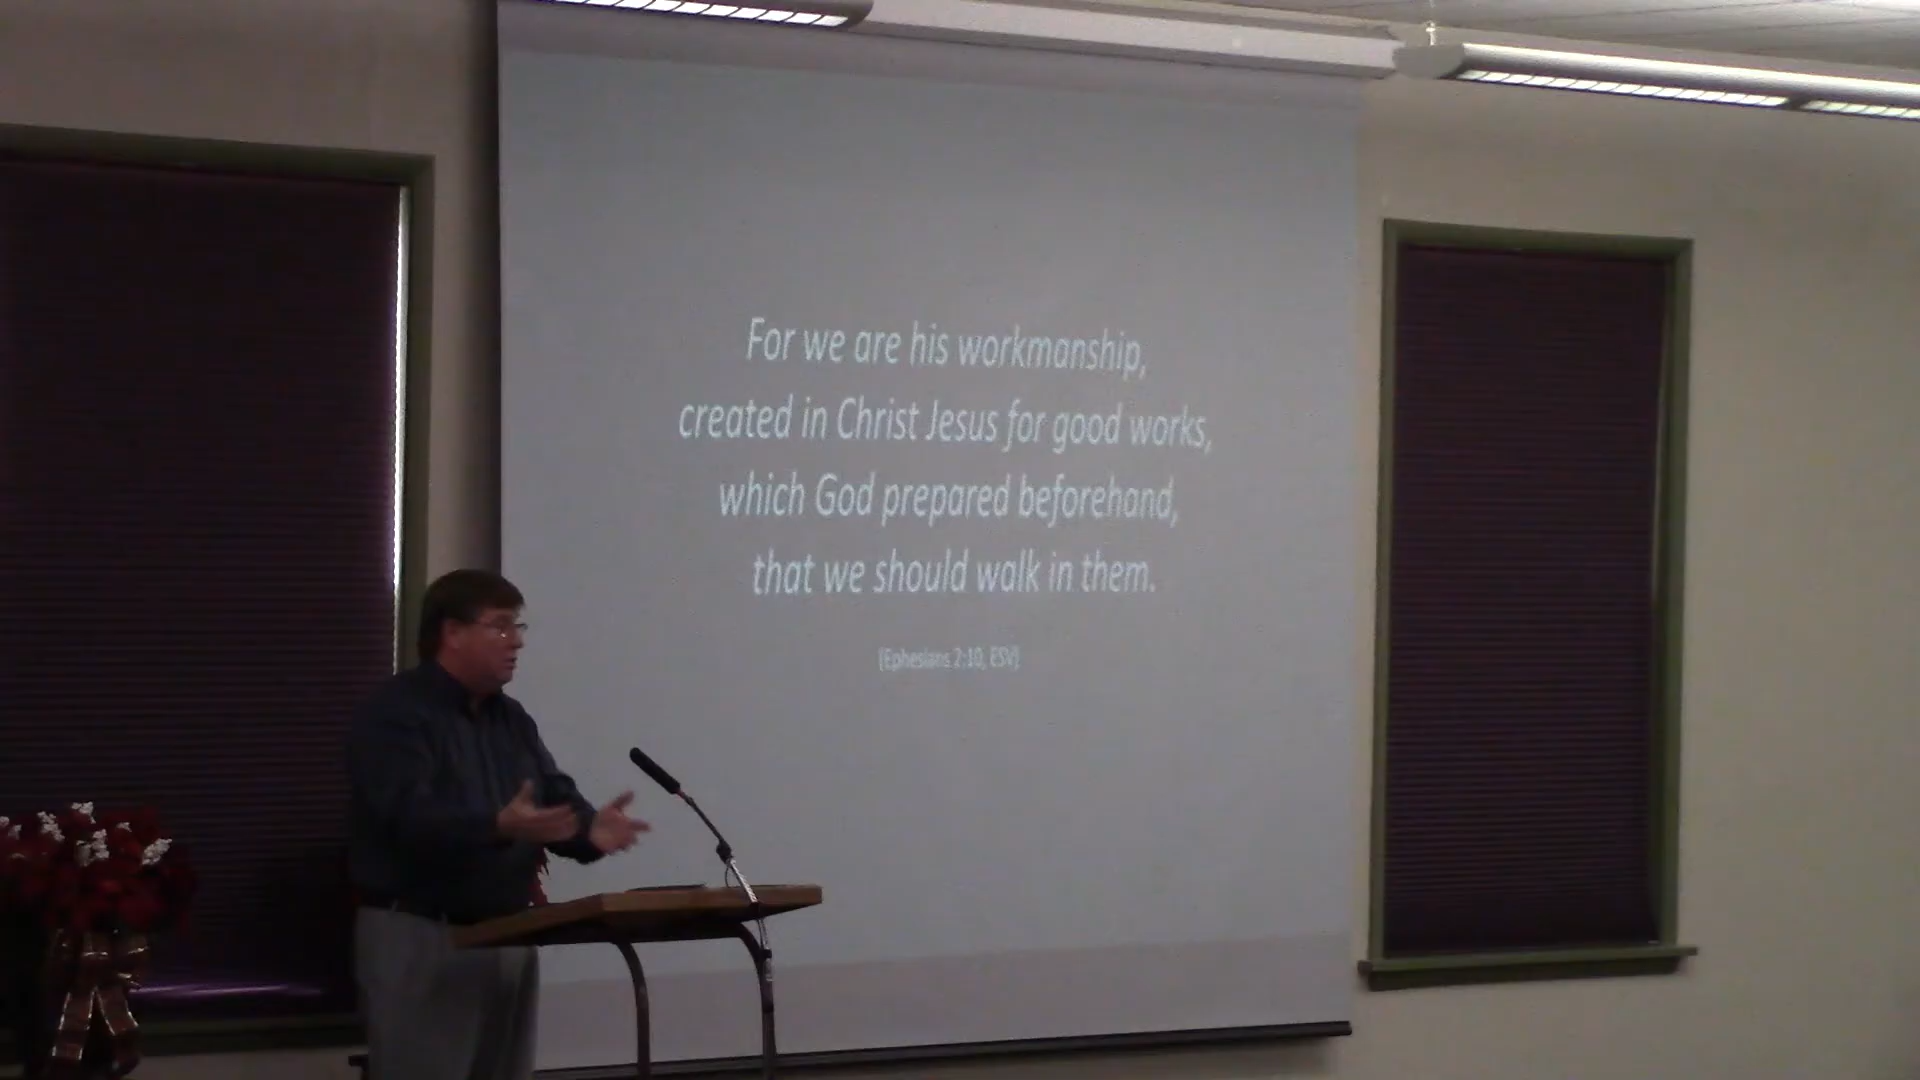 For we are his workmanship,
created in Christ Jesus for good works,
which God prepared beforehand,
that we should walk in them.
(Ephesians 2:10, ESV)